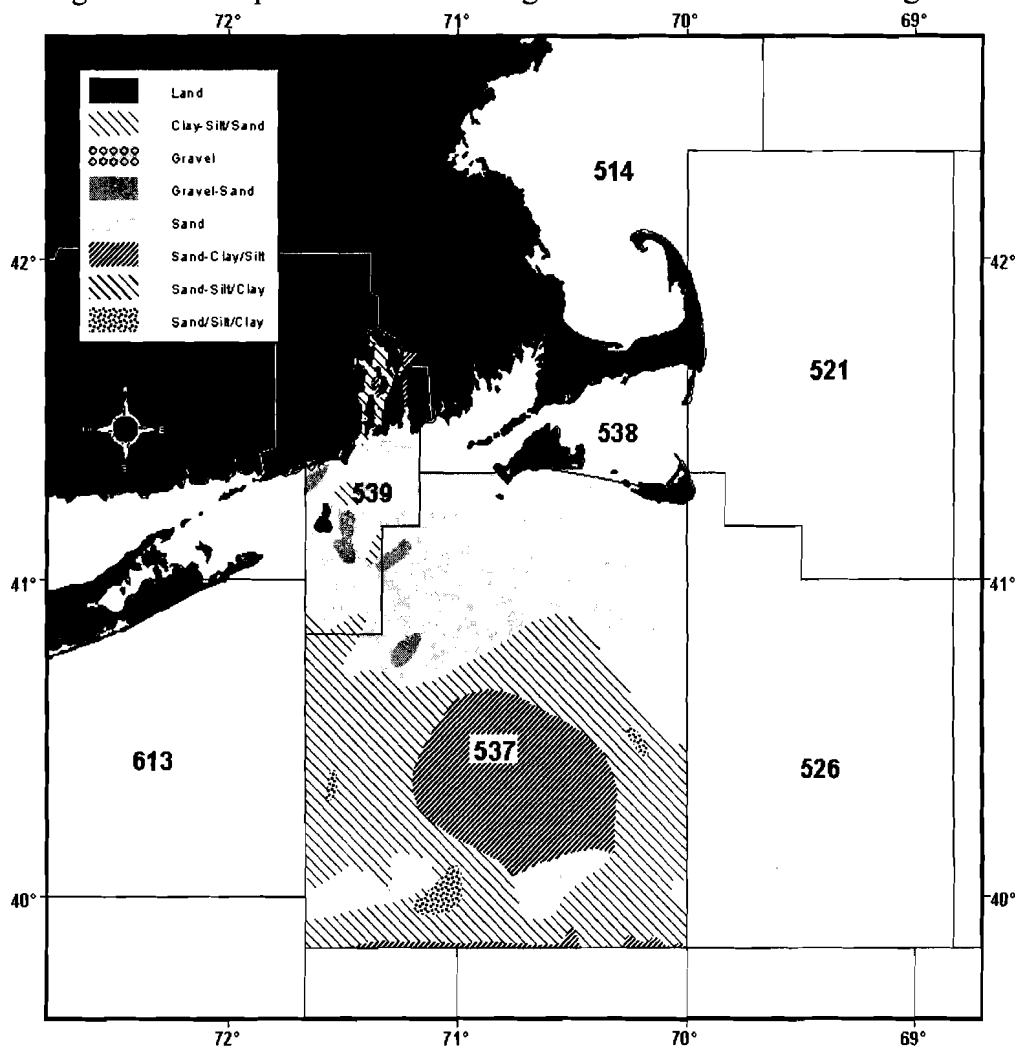 72° 71° 70° 69°
Land
Clay-Silt/Sand
Gravel
Gravel-Sand
Sand
Sand-Clay/Silt
Sand-Silt/Clay
Sand/Silt/Clay
514
42° 42°
521
E
538
539
41° 41°
537
613
526
40° 40°
72° 71° 70° 69°